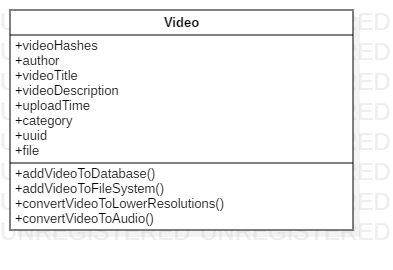 Video
+videoHashes
+author
+videoTitle
+videoDescription
+uploadTime
+category
+uuid
+file
+addVideoToDatabase()
+addVideoToFileSystem()
+convertVideoToLowerResolutions()
+convertVideoToAudio()
UNREGISTERED UNREGISTERED